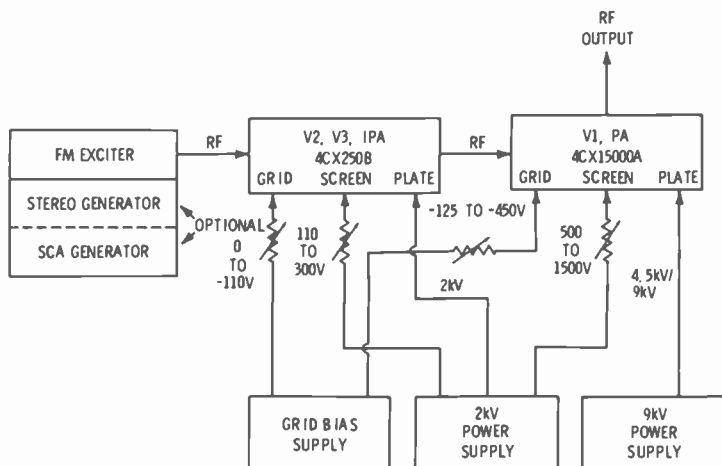 RF
OUTPUT
FM EXCITER
STEREO GENERATOR
SCA GENERATOR
OPTIONAL
RF
V2, V3, IPA
4CX250B
GRID SCREEN PLATE
RF
V1, PA
4CX15000A
GRID SCREEN PLATE
0
TO
-110V
110
TO
300V
-125 TO -450V
2kV
500
TO
1500V
4.5kV/
9kV
GRID BIAS
SUPPLY
2kV
POWER
SUPPLY
9kV
POWER
SUPPLY